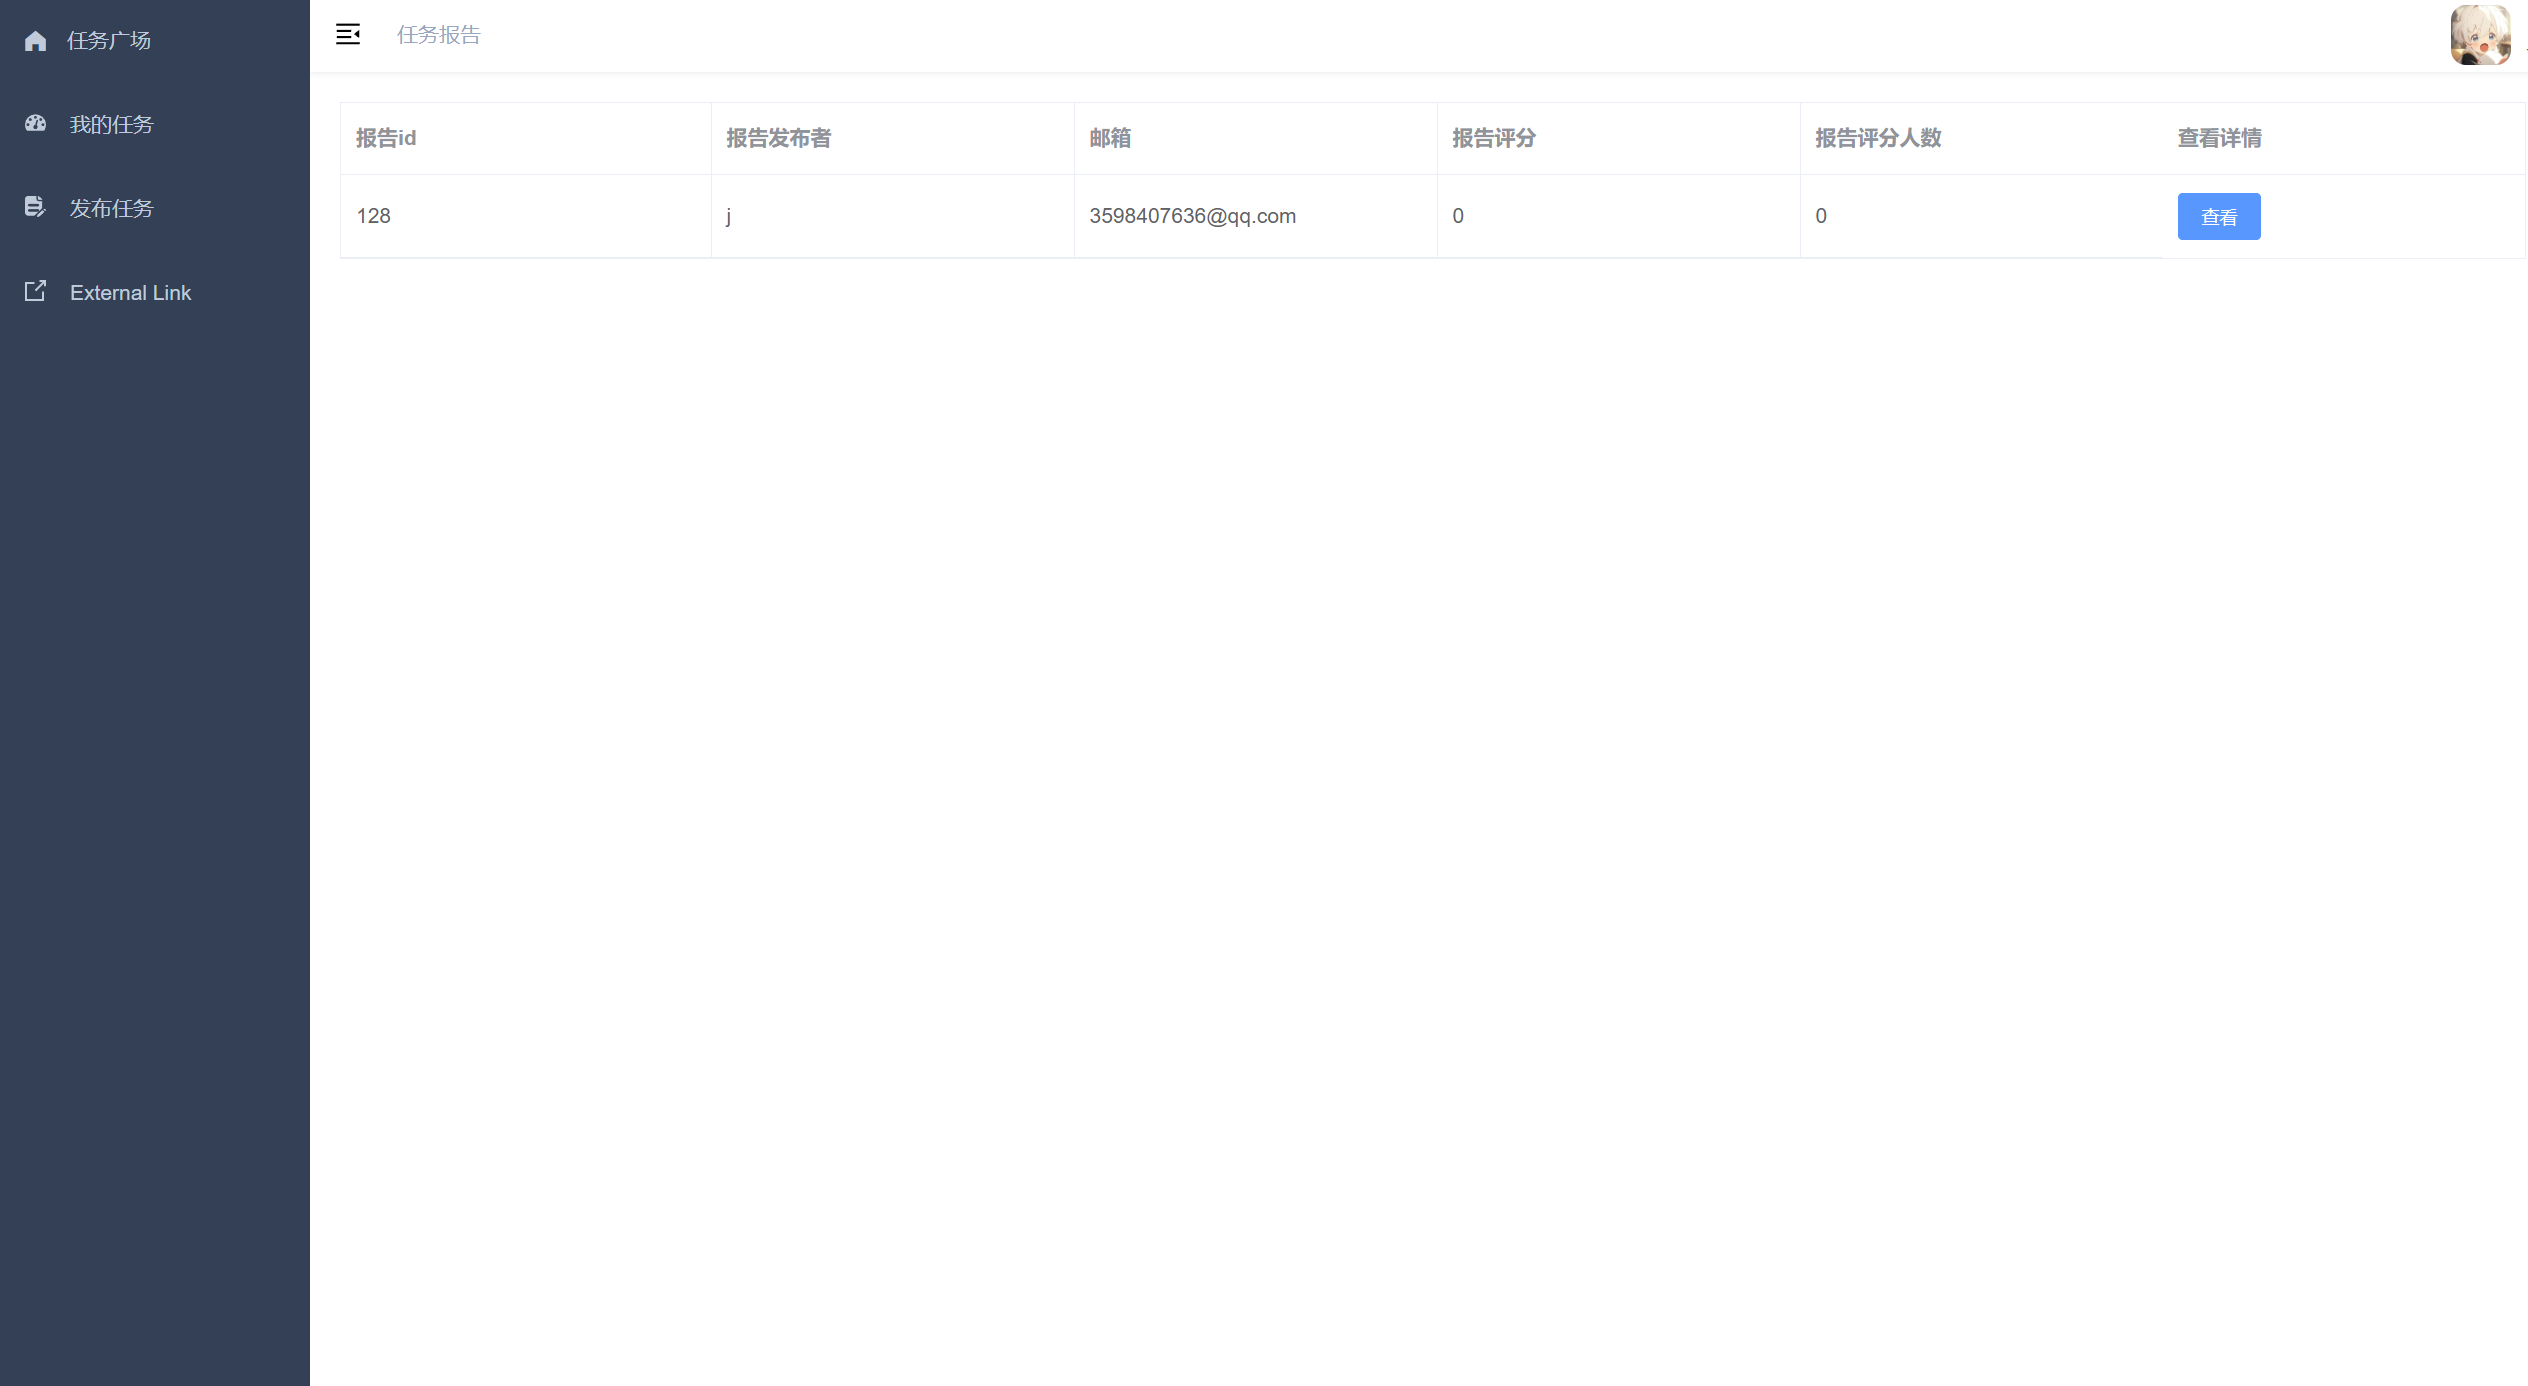 任务广场
我的任务
发布任务
External Link
任务报告
报告id 报告发布者 邮箱 报告评分 报告评分人数 查看详情
128 j 3598407636@qq.com 0 0 查看